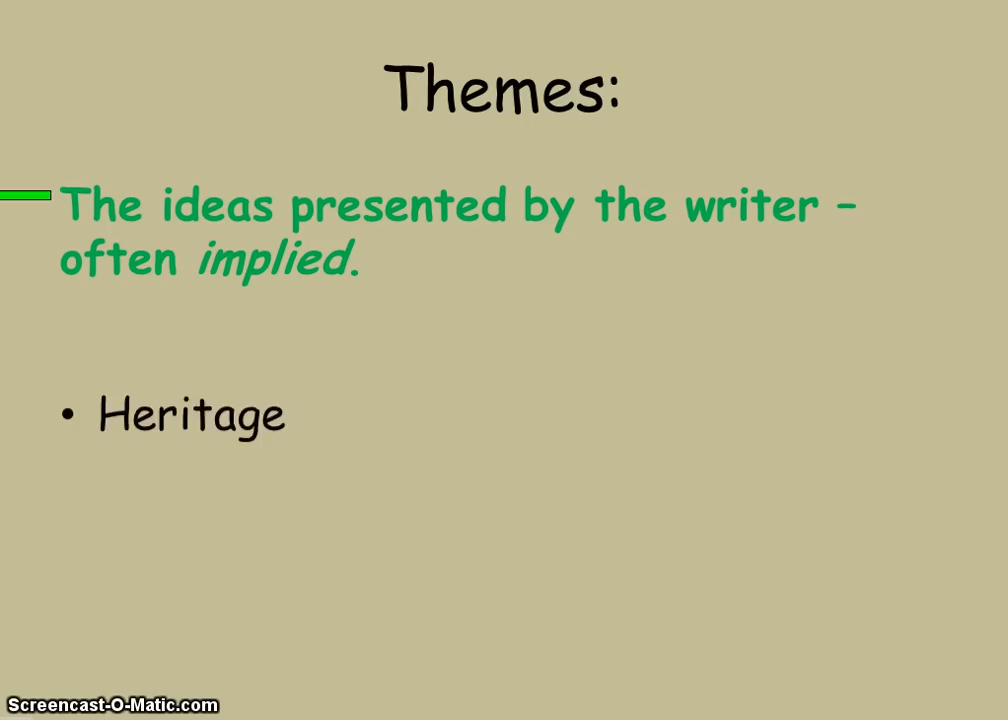 Themes:
The ideas presented by the writer –
often implied.
• Heritage
Screencast-O-Matic.com